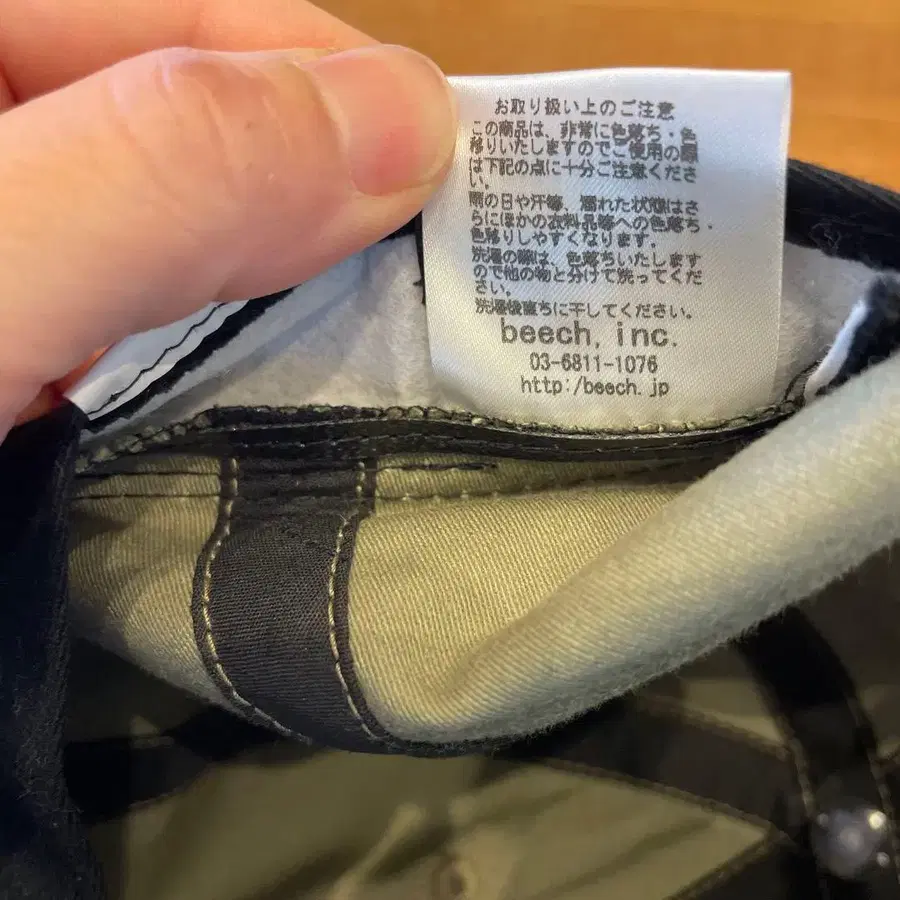 お取り扱い上のご注意
この商品は、非常に色落ち・色
移りいたしますのでご使用の際
は下記の点に十分ご注意くださ
い。
雨の日や汗等、濡れた状態はさ
らにほかの衣料品等への色落ち・
色移りしやすくなります。
洗濯の際は、色落ちいたします
ので他の物と分けて洗ってくだ
さい。
洗濯後直ちに干してください。
beech, inc.
03-6811-1076
http:/beech.jp